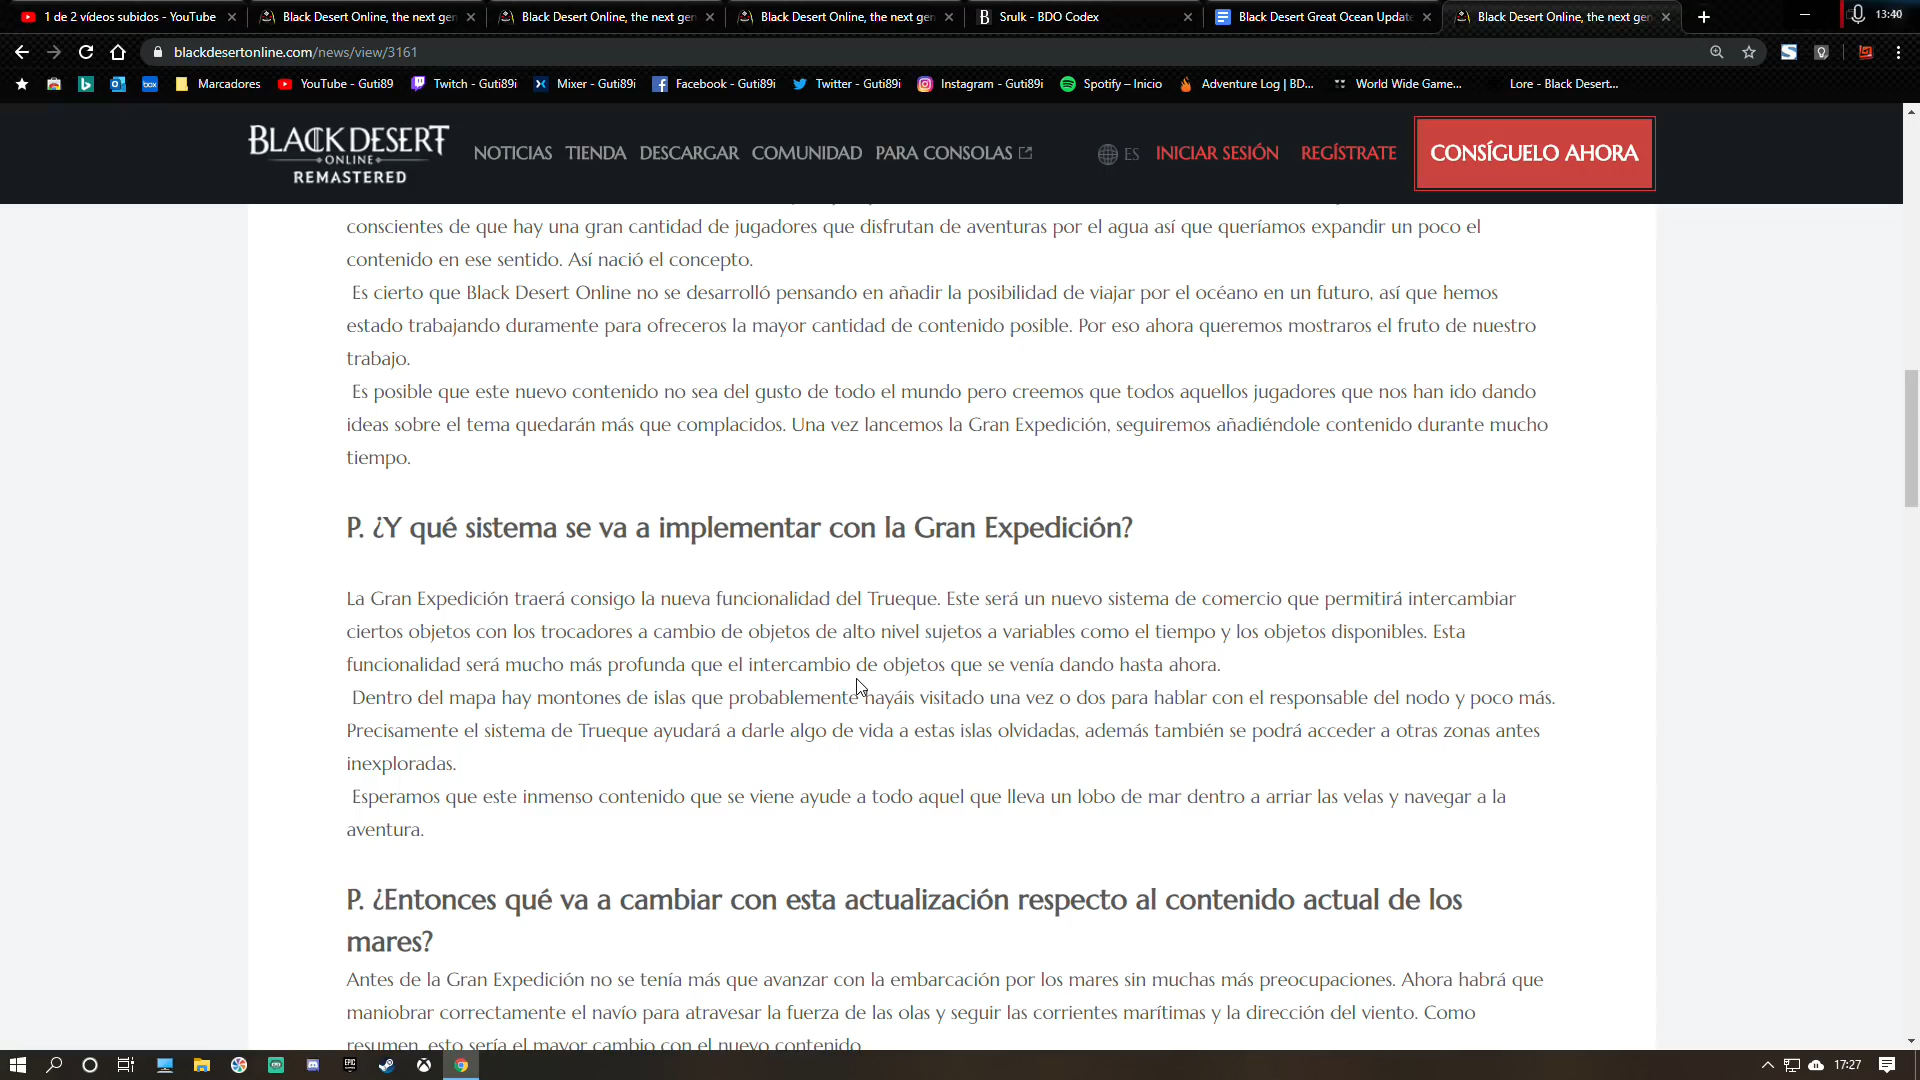 1 de 2 vídeos subidos - YouTube
Black Desert Online, the next gen
Black Desert Online, the next gen
Black Desert Online, the next gen
Srulk - BDO Codex
Black Desert Great Ocean Update
Black Desert Online, the next gen
13:40
blackdesertonline.com/news/view/3161
Marcadores
YouTube - Guti89
Twitch - Guti89i
Mixer - Guti89i
Facebook - Guti89i
Twitter - Guti89i
Instagram - Guti89i
Spotify – Inicio
Adventure Log | BD...
World Wide Game...
Lore - Black Desert...
BLACK DESERT
ONLINE
REMASTERED
NOTICIAS TIENDA DESCARGAR COMUNIDAD PARA CONSOLAS
ES INICIAR SESIÓN REGÍSTRATE CONSÍGUELO AHORA
conscientes de que hay una gran cantidad de jugadores que disfrutan de aventuras por el agua así que queríamos expandir un poco el
contenido en ese sentido. Así nació el concepto.
Es cierto que Black Desert Online no se desarrolló pensando en añadir la posibilidad de viajar por el océano en un futuro, así que hemos
estado trabajando duramente para ofreceros la mayor cantidad de contenido posible. Por eso ahora queremos mostraros el fruto de nuestro
trabajo.
Es posible que este nuevo contenido no sea del gusto de todo el mundo pero creemos que todos aquellos jugadores que nos han ido dando
ideas sobre el tema quedarán más que complacidos. Una vez lancemos la Gran Expedición, seguiremos añadiéndole contenido durante mucho
tiempo.
P. ¿Y qué sistema se va a implementar con la Gran Expedición?
La Gran Expedición traerá consigo la nueva funcionalidad del Trueque. Este será un nuevo sistema de comercio que permitirá intercambiar
ciertos objetos con los trocadores a cambio de objetos de alto nivel sujetos a variables como el tiempo y los objetos disponibles. Esta
funcionalidad será mucho más profunda que el intercambio de objetos que se venía dando hasta ahora.
Dentro del mapa hay montones de islas que probablemente hayáis visitado una vez o dos para hablar con el responsable del nodo y poco más.
Precisamente el sistema de Trueque ayudará a darle algo de vida a estas islas olvidadas, además también se podrá acceder a otras zonas antes
inexploradas.
Esperamos que este inmenso contenido que se viene ayude a todo aquel que lleva un lobo de mar dentro a arriar las velas y navegar a la
aventura.
P. ¿Entonces qué va a cambiar con esta actualización respecto al contenido actual de los
mares?
Antes de la Gran Expedición no se tenía más que avanzar con la embarcación por los mares sin muchas más preocupaciones. Ahora habrá que
maniobrar correctamente el navío para atravesar la fuerza de las olas y seguir las corrientes marítimas y la dirección del viento. Como
resumen, esto sería el mayor cambio con el nuevo contenido
17:27